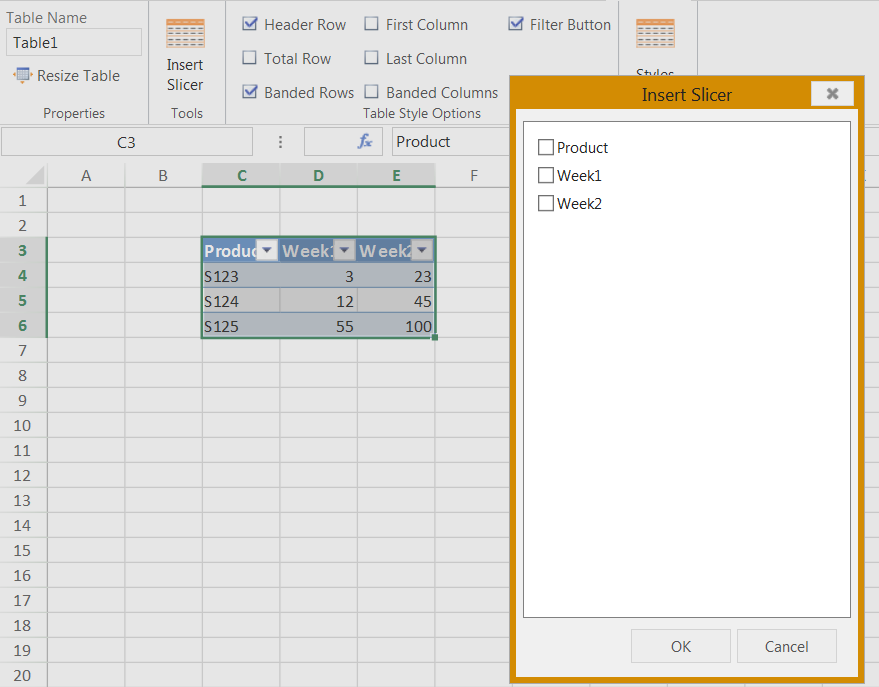 Table Name
Table1
Resize Table
Properties
Insert
Slicer
Tools
Header Row First Column Filter Button
Total Row Last Column
Banded Rows Banded Columns
Table Style Options
Styles
Insert Slicer
C3 fx Product
Product
Week1
Week2
A B C D E F
1
2
3 Produc Week1 Week2
4 S123 3 23
5 S124 12 45
6 S125 55 100
7
8
9
10
11
12
13
14
15
16
17
18
19
20
OK Cancel